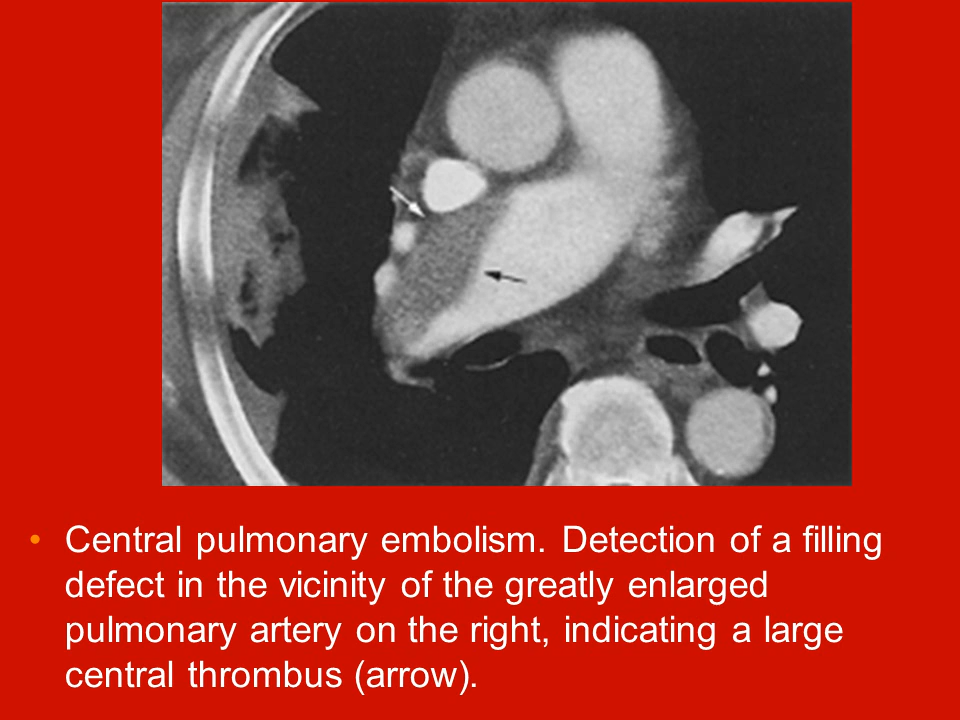 • Central pulmonary embolism. Detection of a filling
defect in the vicinity of the greatly enlarged
pulmonary artery on the right, indicating a large
central thrombus (arrow).